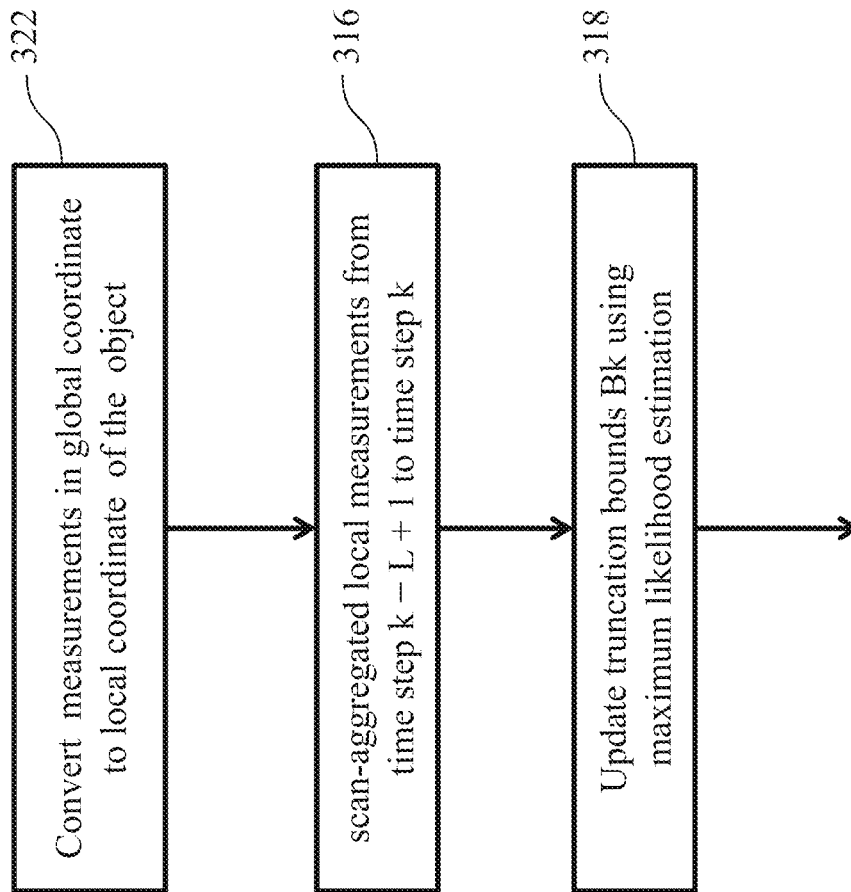 Convert measurements in global coordinate
to local coordinate of the object
322
scan-aggregated local measurements from
time step k − L + 1 to time step k
316
Update truncation bounds Bk using
maximum likelihood estimation
318